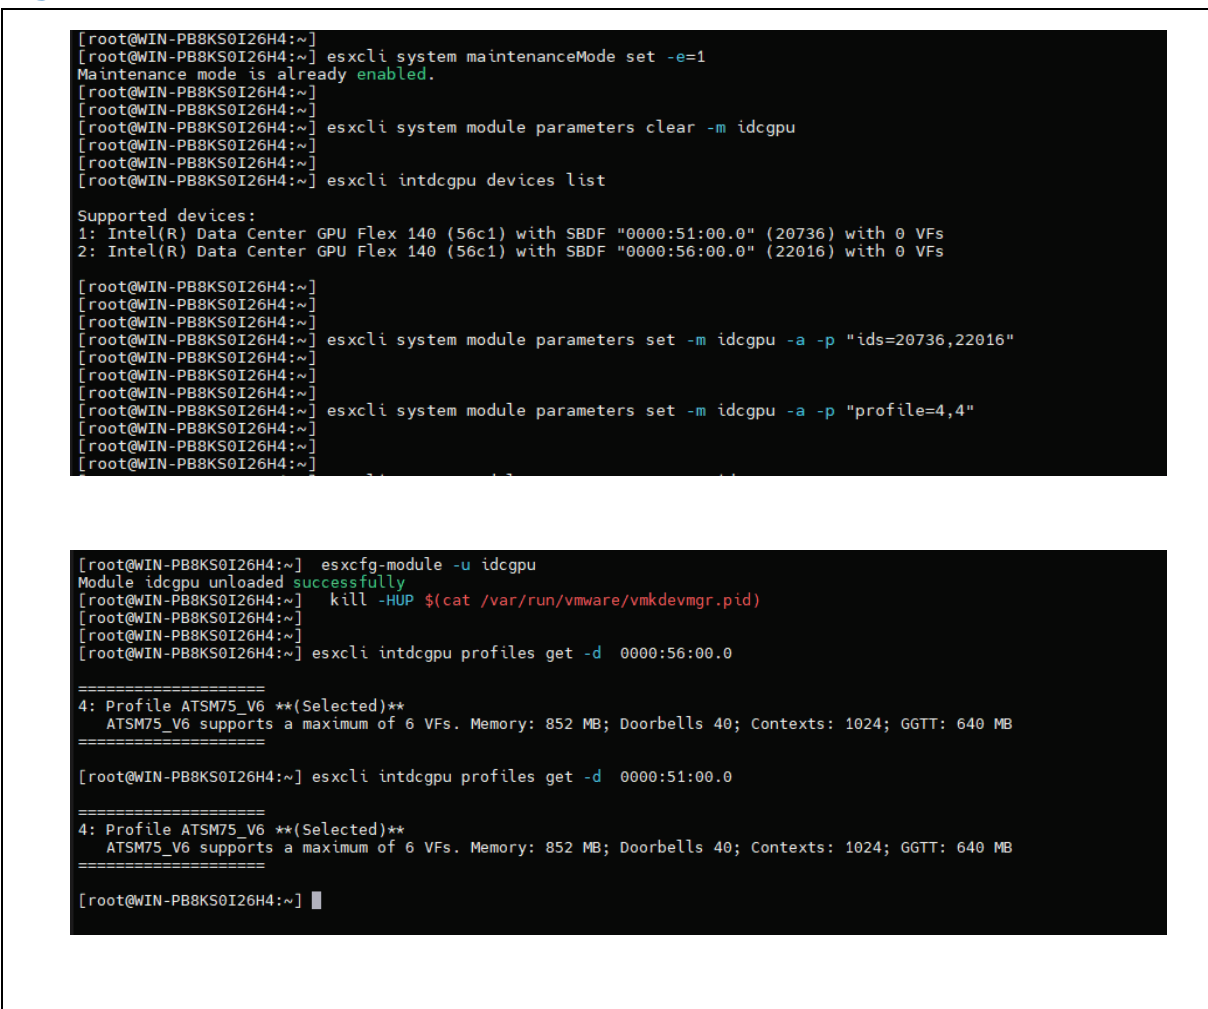 [root@WIN-PB8KS0I26H4:~]
[root@WIN-PB8KS0I26H4:~] esxcli system maintenanceMode set -e=1
Maintenance mode is already enabled.
[root@WIN-PB8KS0I26H4:~]
[root@WIN-PB8KS0I26H4:~]
[root@WIN-PB8KS0I26H4:~] esxcli system module parameters clear -m idcgpu
[root@WIN-PB8KS0I26H4:~]
[root@WIN-PB8KS0I26H4:~]
[root@WIN-PB8KS0I26H4:~] esxcli intdcgpu devices list
Supported devices:
1: Intel(R) Data Center GPU Flex 140 (56c1) with SBDF "0000:51:00.0" (20736) with 0 VFs
2: Intel(R) Data Center GPU Flex 140 (56c1) with SBDF "0000:56:00.0" (22016) with 0 VFs
[root@WIN-PB8KS0I26H4:~]
[root@WIN-PB8KS0I26H4:~]
[root@WIN-PB8KS0I26H4:~]
[root@WIN-PB8KS0I26H4:~] esxcli system module parameters set -m idcgpu -a -p "ids=20736,22016"
[root@WIN-PB8KS0I26H4:~]
[root@WIN-PB8KS0I26H4:~]
[root@WIN-PB8KS0I26H4:~]
[root@WIN-PB8KS0I26H4:~] esxcli system module parameters set -m idcgpu -a -p "profile=4,4"
[root@WIN-PB8KS0I26H4:~]
[root@WIN-PB8KS0I26H4:~]
[root@WIN-PB8KS0I26H4:~]
[root@WIN-PB8KS0I26H4:~]  esxcfg-module -u idcgpu
Module idcgpu unloaded successfully
[root@WIN-PB8KS0I26H4:~]   kill -HUP $(cat /var/run/vmware/vmkdevmgr.pid)
[root@WIN-PB8KS0I26H4:~]
[root@WIN-PB8KS0I26H4:~]
[root@WIN-PB8KS0I26H4:~] esxcli intdcgpu profiles get -d  0000:56:00.0
====================
4: Profile ATSM75_V6 **(Selected)**
ATSM75_V6 supports a maximum of 6 VFs. Memory: 852 MB; Doorbells 40; Contexts: 1024; GGTT: 640 MB
====================
[root@WIN-PB8KS0I26H4:~] esxcli intdcgpu profiles get -d  0000:51:00.0
====================
4: Profile ATSM75_V6 **(Selected)**
ATSM75_V6 supports a maximum of 6 VFs. Memory: 852 MB; Doorbells 40; Contexts: 1024; GGTT: 640 MB
====================
[root@WIN-PB8KS0I26H4:~]